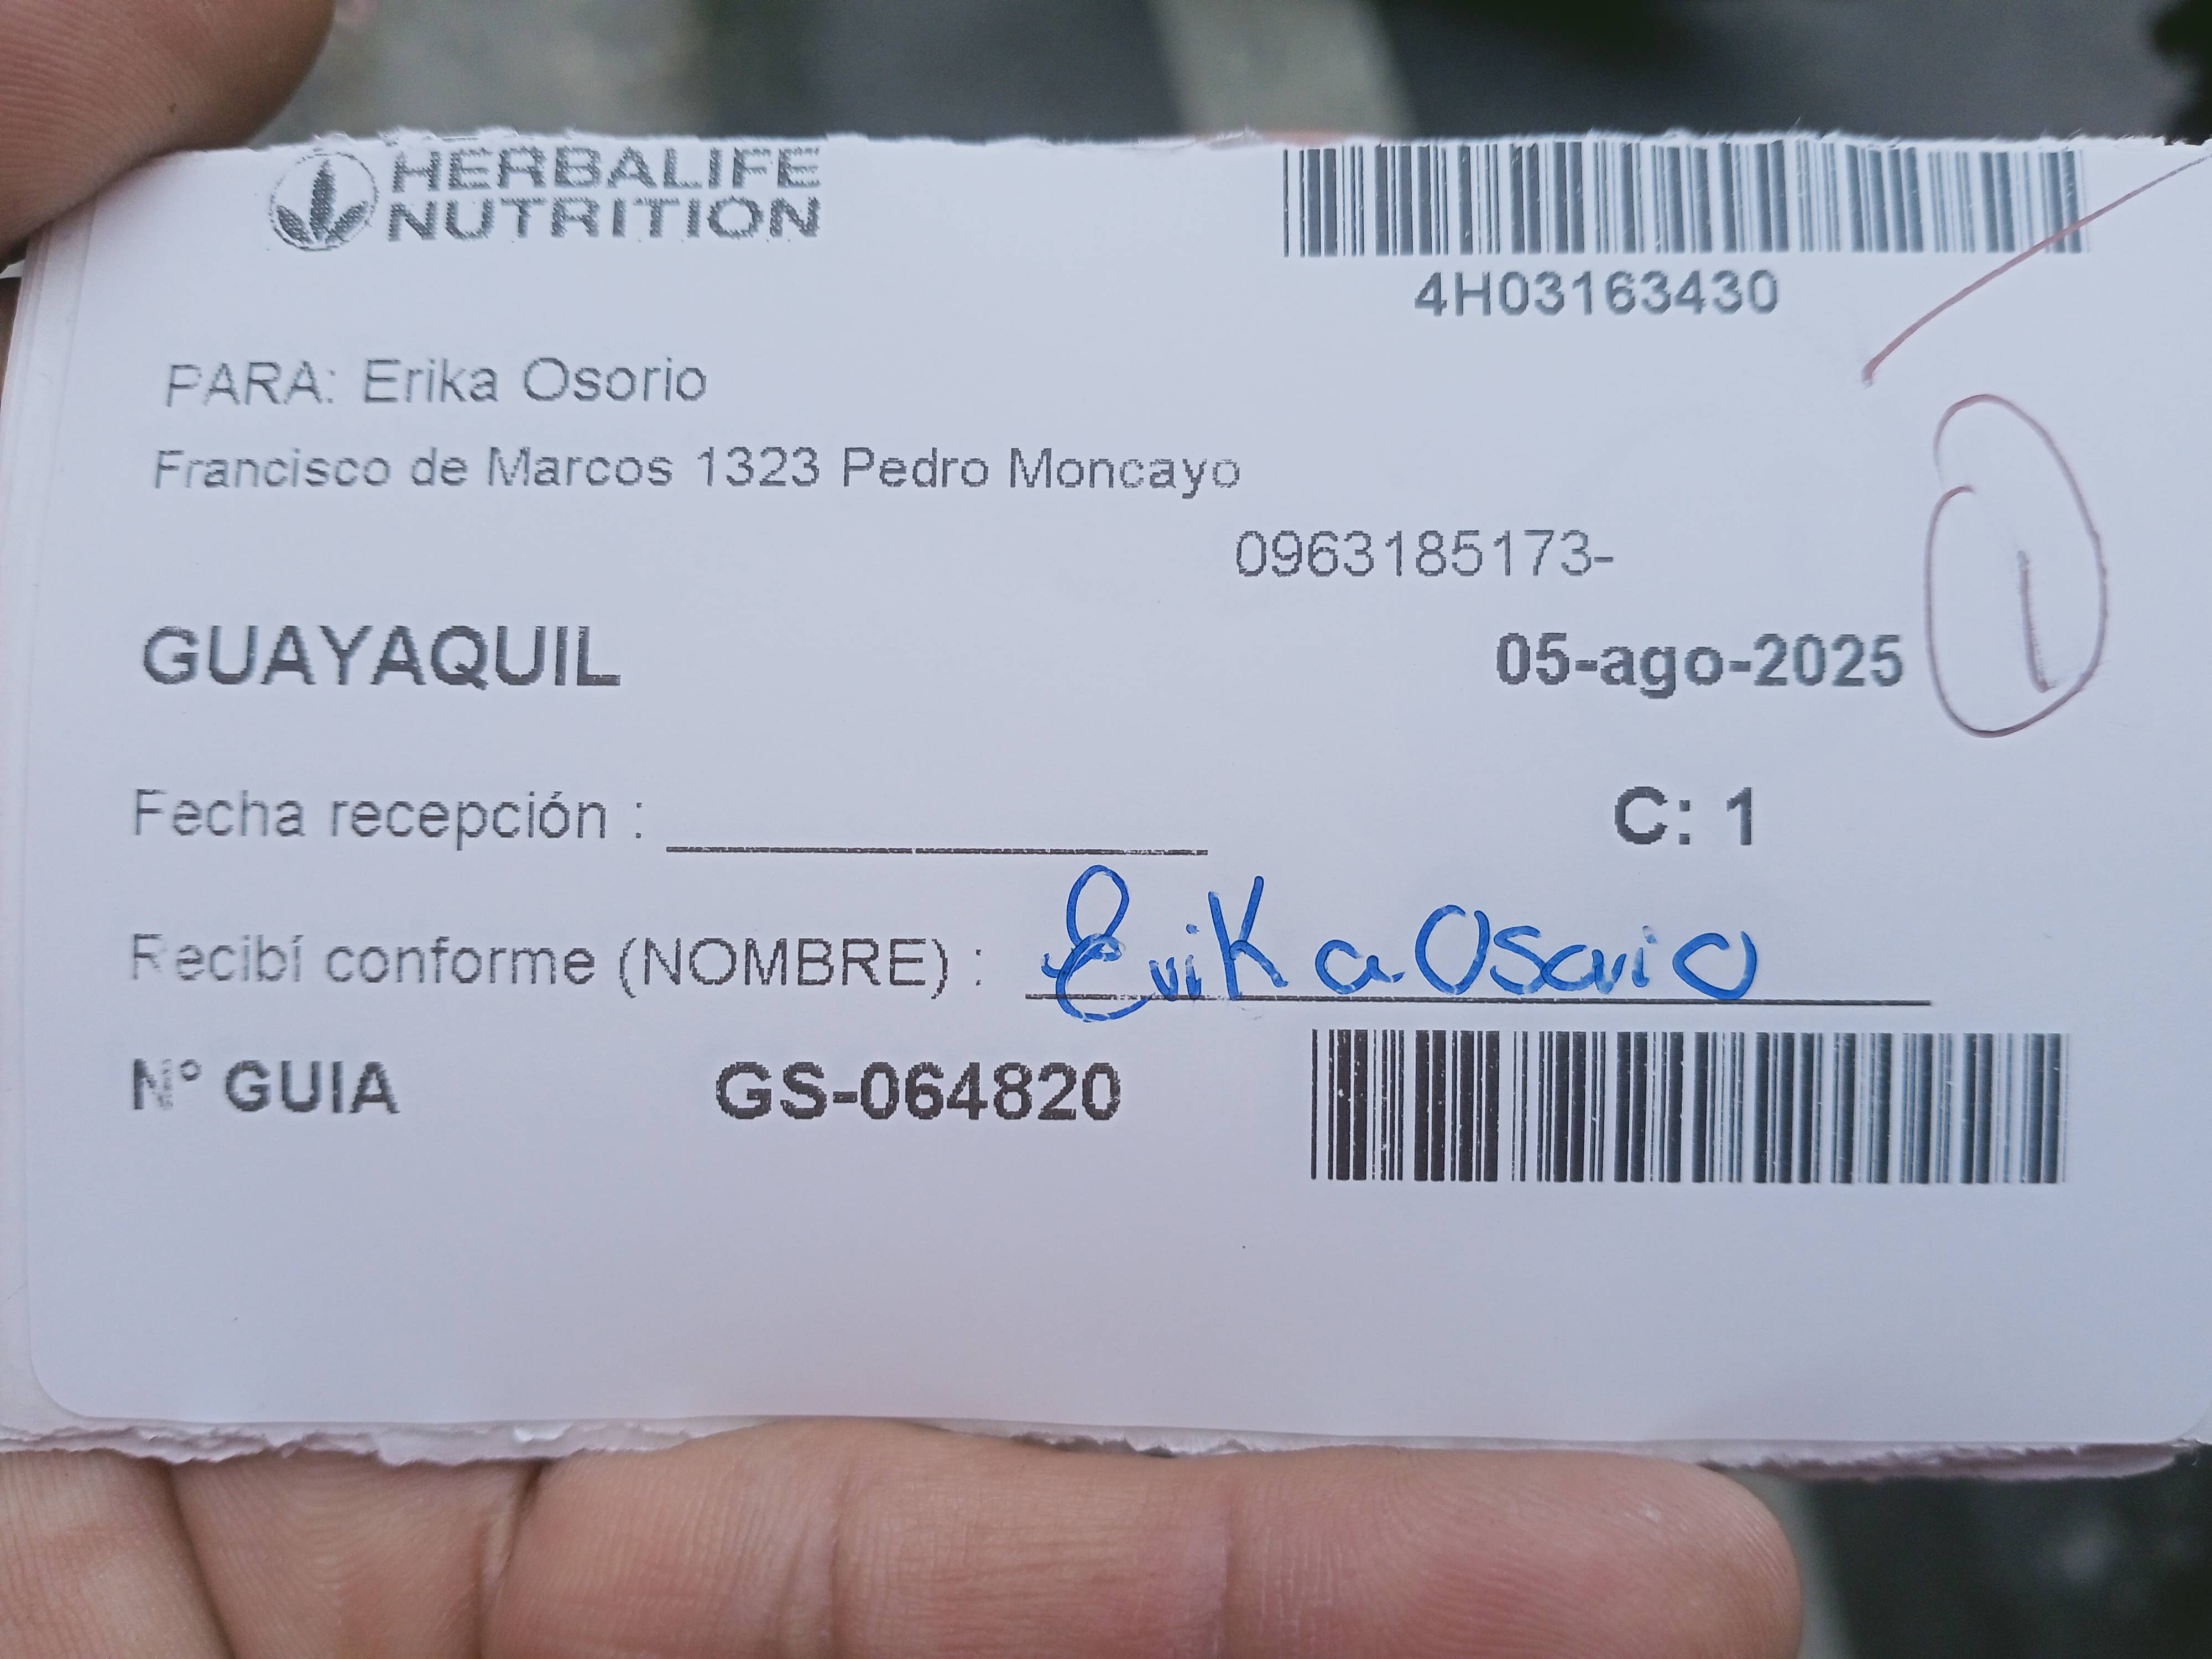 HERBALIFE
NUTRITION
4H03163430
PARA: Erika Osorio
Francisco de Marcos 1323 Pedro Moncayo
0963185173-
GUAYAQUIL
05-ago-2025
1
Fecha recepción :
C: 1
Recibí conforme (NOMBRE) : Erika Osorio
N° GUIA GS-064820